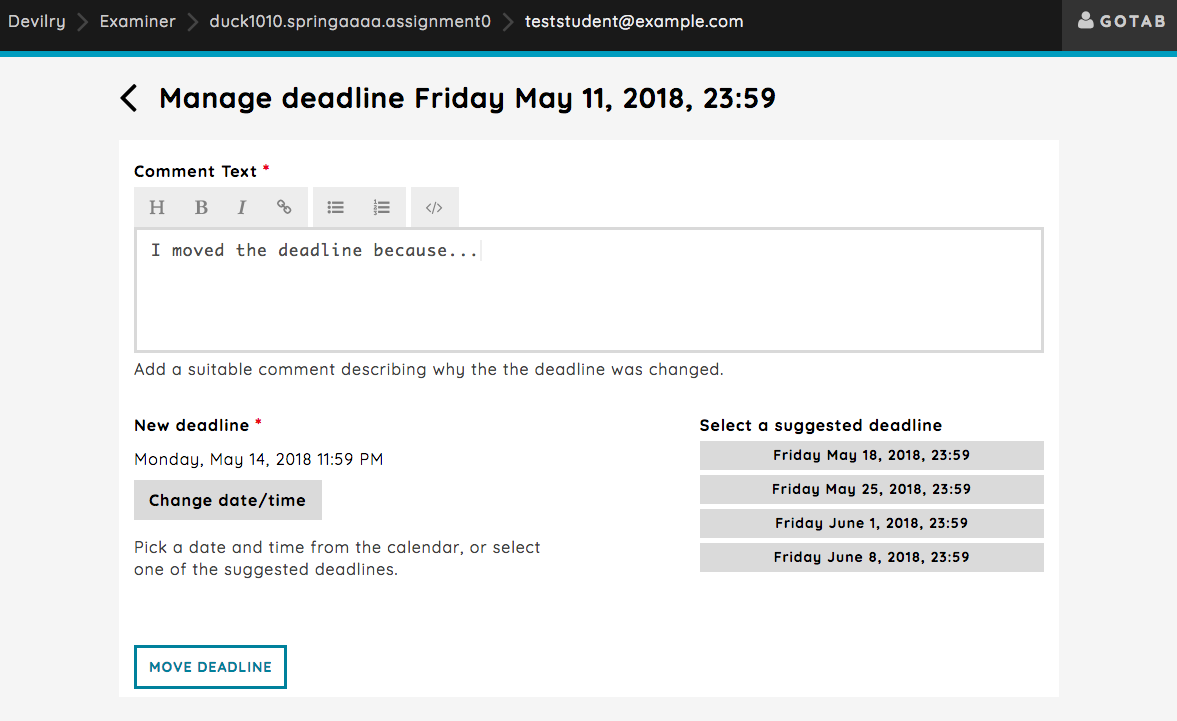 Devilry Examiner duck1010.springaaaa.assignment0 teststudent@example.com GOTAB
Manage deadline Friday May 11, 2018, 23:59
Comment Text *
H B I </>
I moved the deadline because...
Add a suitable comment describing why the the deadline was changed.
New deadline *
Monday, May 14, 2018 11:59 PM
Change date/time
Pick a date and time from the calendar, or select
one of the suggested deadlines.
Select a suggested deadline
Friday May 18, 2018, 23:59
Friday May 25, 2018, 23:59
Friday June 1, 2018, 23:59
Friday June 8, 2018, 23:59
MOVE DEADLINE